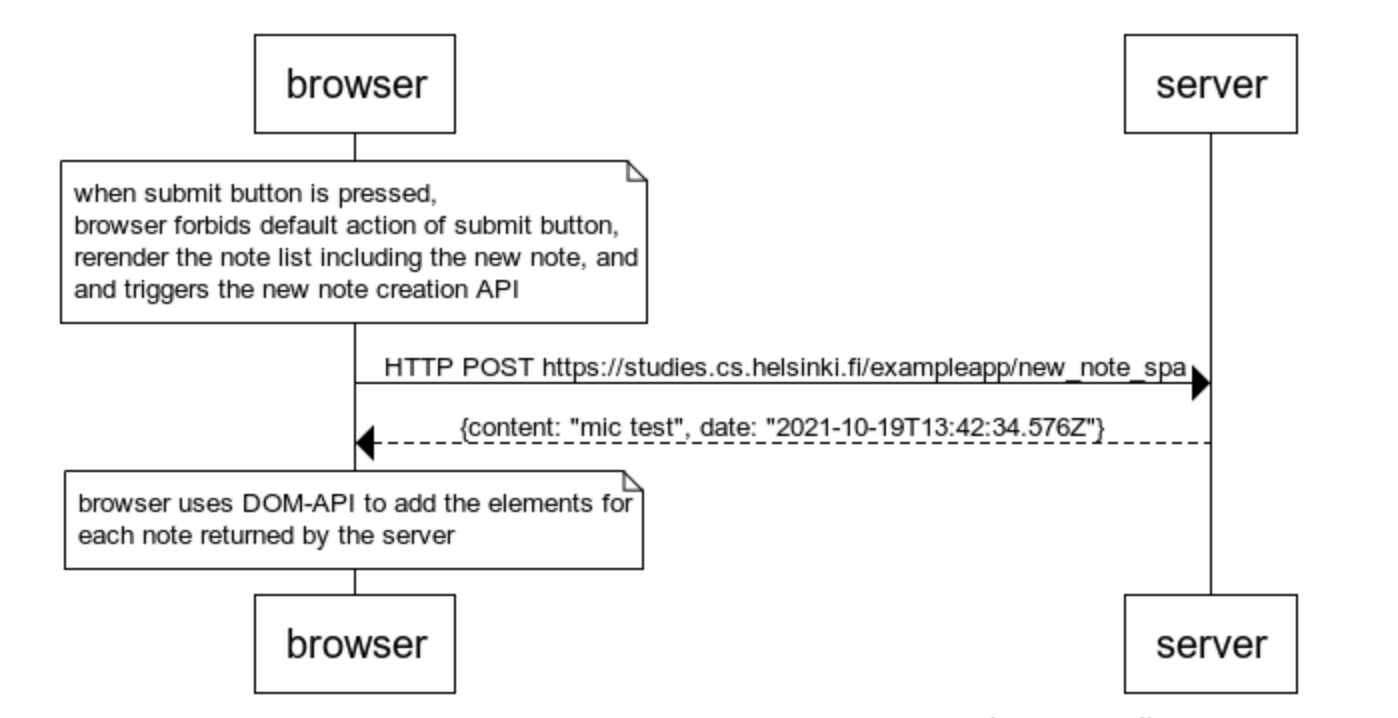 browser
server
when submit button is pressed,
browser forbids default action of submit button,
rerender the note list including the new note, and
and triggers the new note creation API
HTTP POST https://studies.cs.helsinki.fi/exampleapp/new_note_spa
{content: "mic test", date: "2021-10-19T13:42:34.576Z"}
browser uses DOM-API to add the elements for
each note returned by the server
browser
server